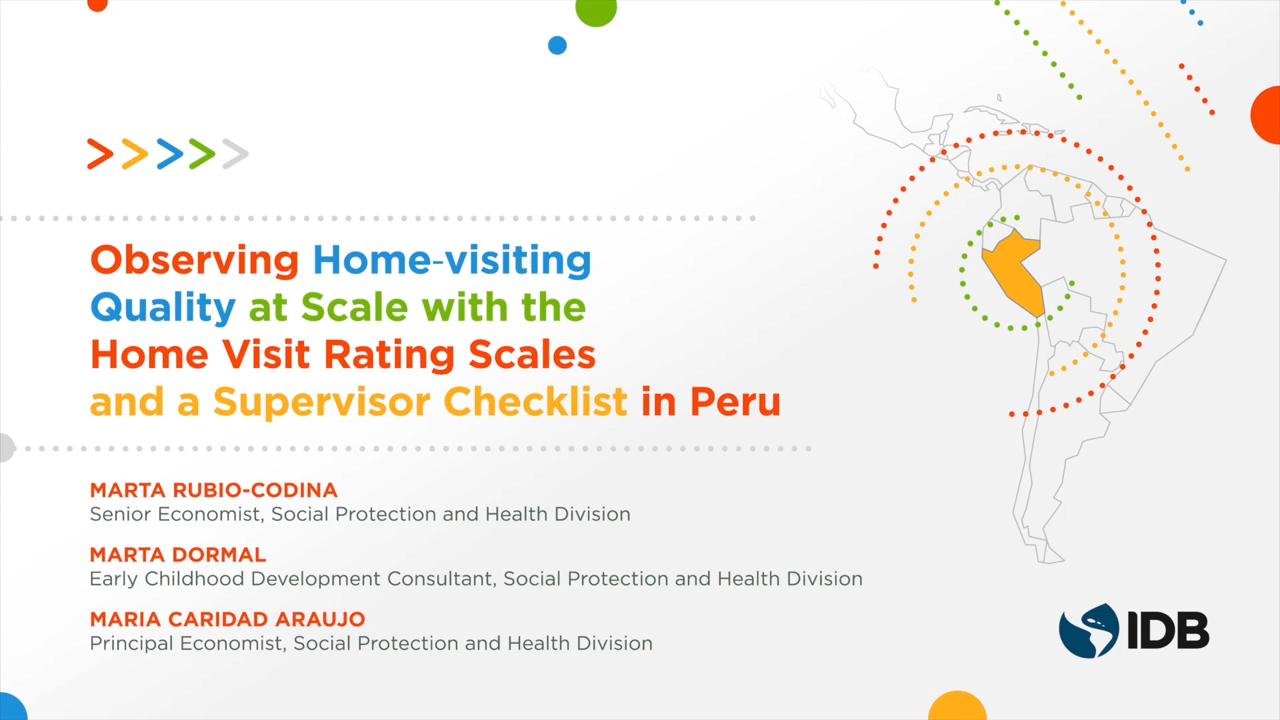 Observing Home-visiting
Quality at Scale with the
Home Visit Rating Scales
and a Supervisor Checklist in Peru
MARTA RUBIO-CODINA
Senior Economist, Social Protection and Health Division
MARTA DORMAL
Early Childhood Development Consultant, Social Protection and Health Division
MARIA CARIDAD ARAUJO
Principal Economist, Social Protection and Health Division
IDB